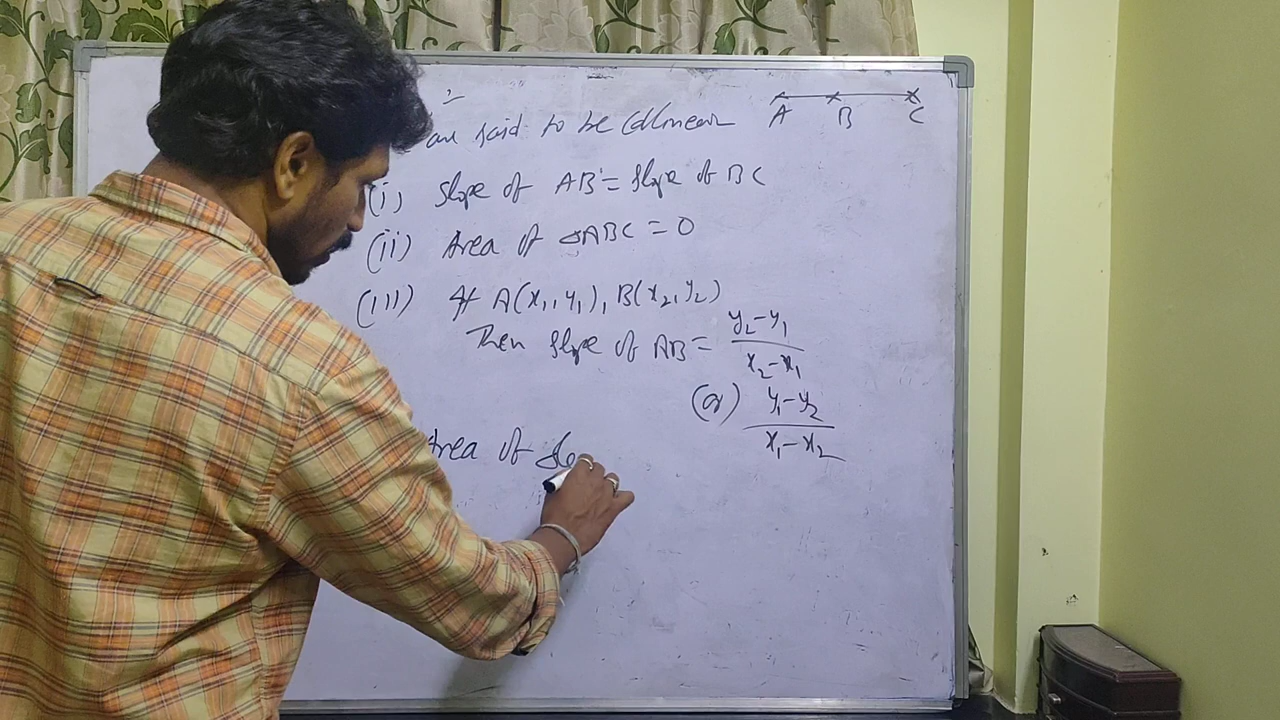 are said to be collinear
A B C
(i) slope of AB = slope of BC
(ii) Area of ΔABC = 0
(iii) If A(x₁, y₁), B(x₂, y₂)
Then slope of AB = y₂-y₁ / x₂-x₁
(or) y₁-y₂ / x₁-x₂
Area of